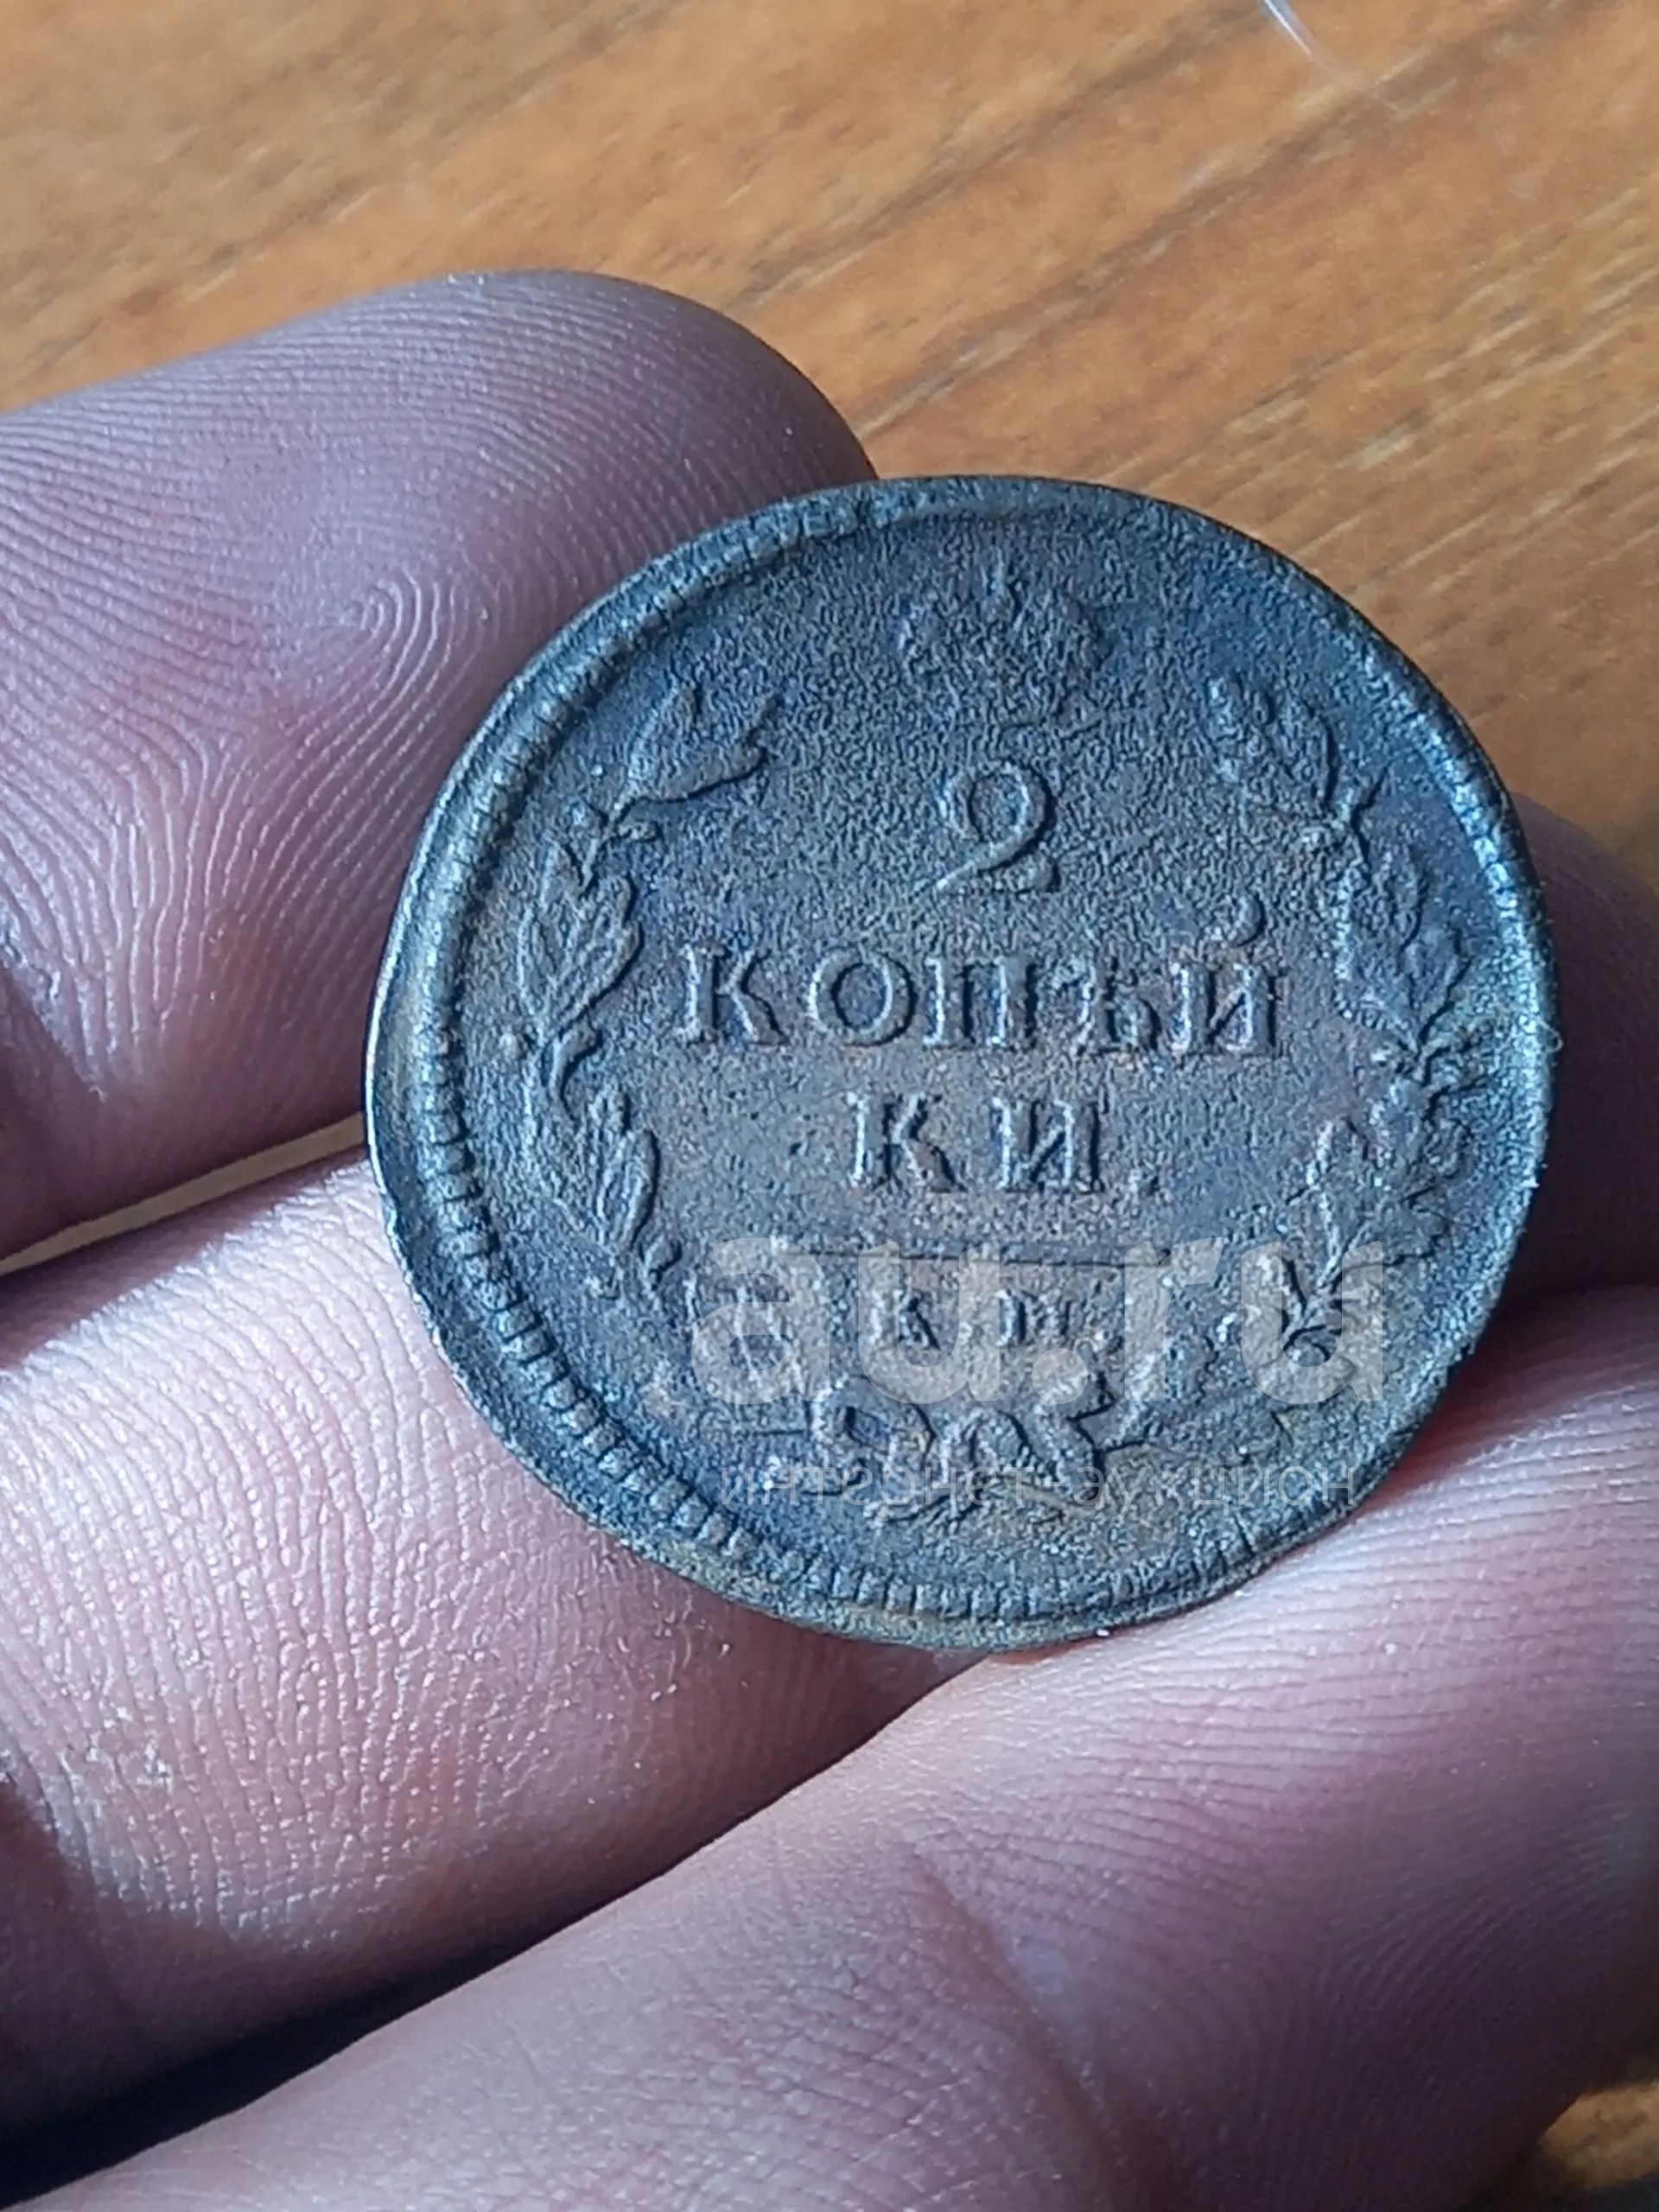 2
КОПѢЙ
КИ.
au.ru
интернет-аукцион